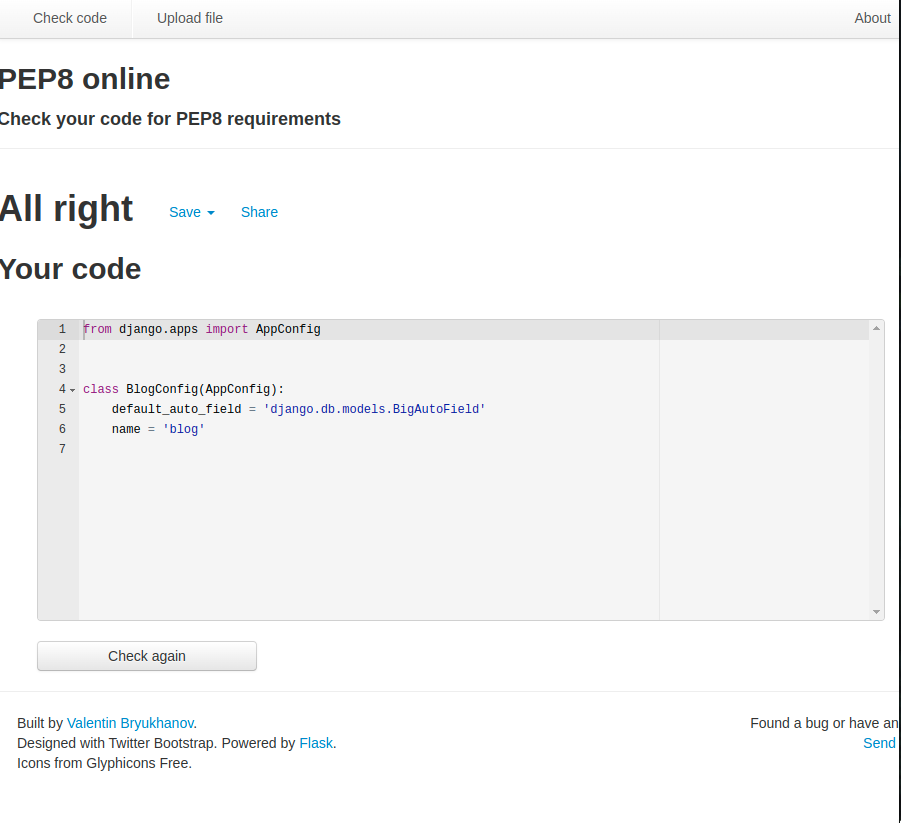 Check code Upload file About
PEP8 online
Check your code for PEP8 requirements
All right Save Share
Your code
1 from django.apps import AppConfig
2
3
4 class BlogConfig(AppConfig):
5     default_auto_field = 'django.db.models.BigAutoField'
6     name = 'blog'
7
Check again
Built by Valentin Bryukhanov. Found a bug or have an
Designed with Twitter Bootstrap. Powered by Flask. Send
Icons from Glyphicons Free.